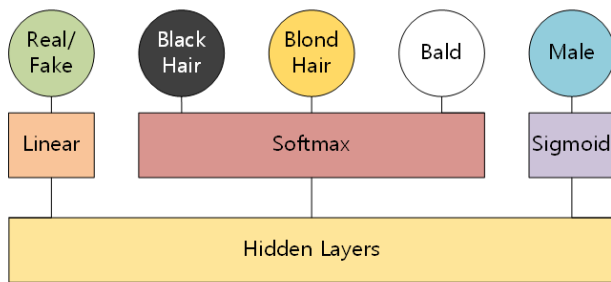 Real/
Fake
Black
Hair
Blond
Hair
Bald
Male
Linear
Softmax
Sigmoid
Hidden Layers